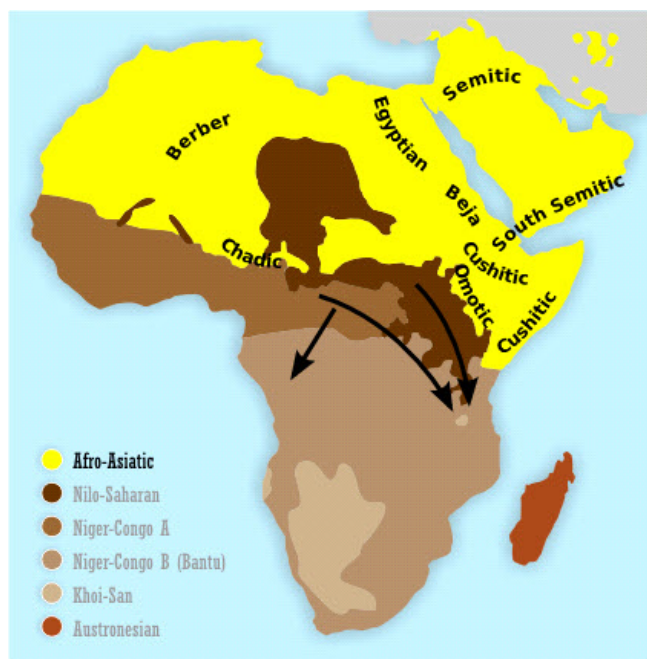 Semitic
Berber
Egyptian
Beja
South Semitic
Chadic
Cushitic
Omotic
Cushitic
Afro-Asiatic
Nilo-Saharan
Niger-Congo A
Niger-Congo B (Bantu)
Khoi-San
Austronesian